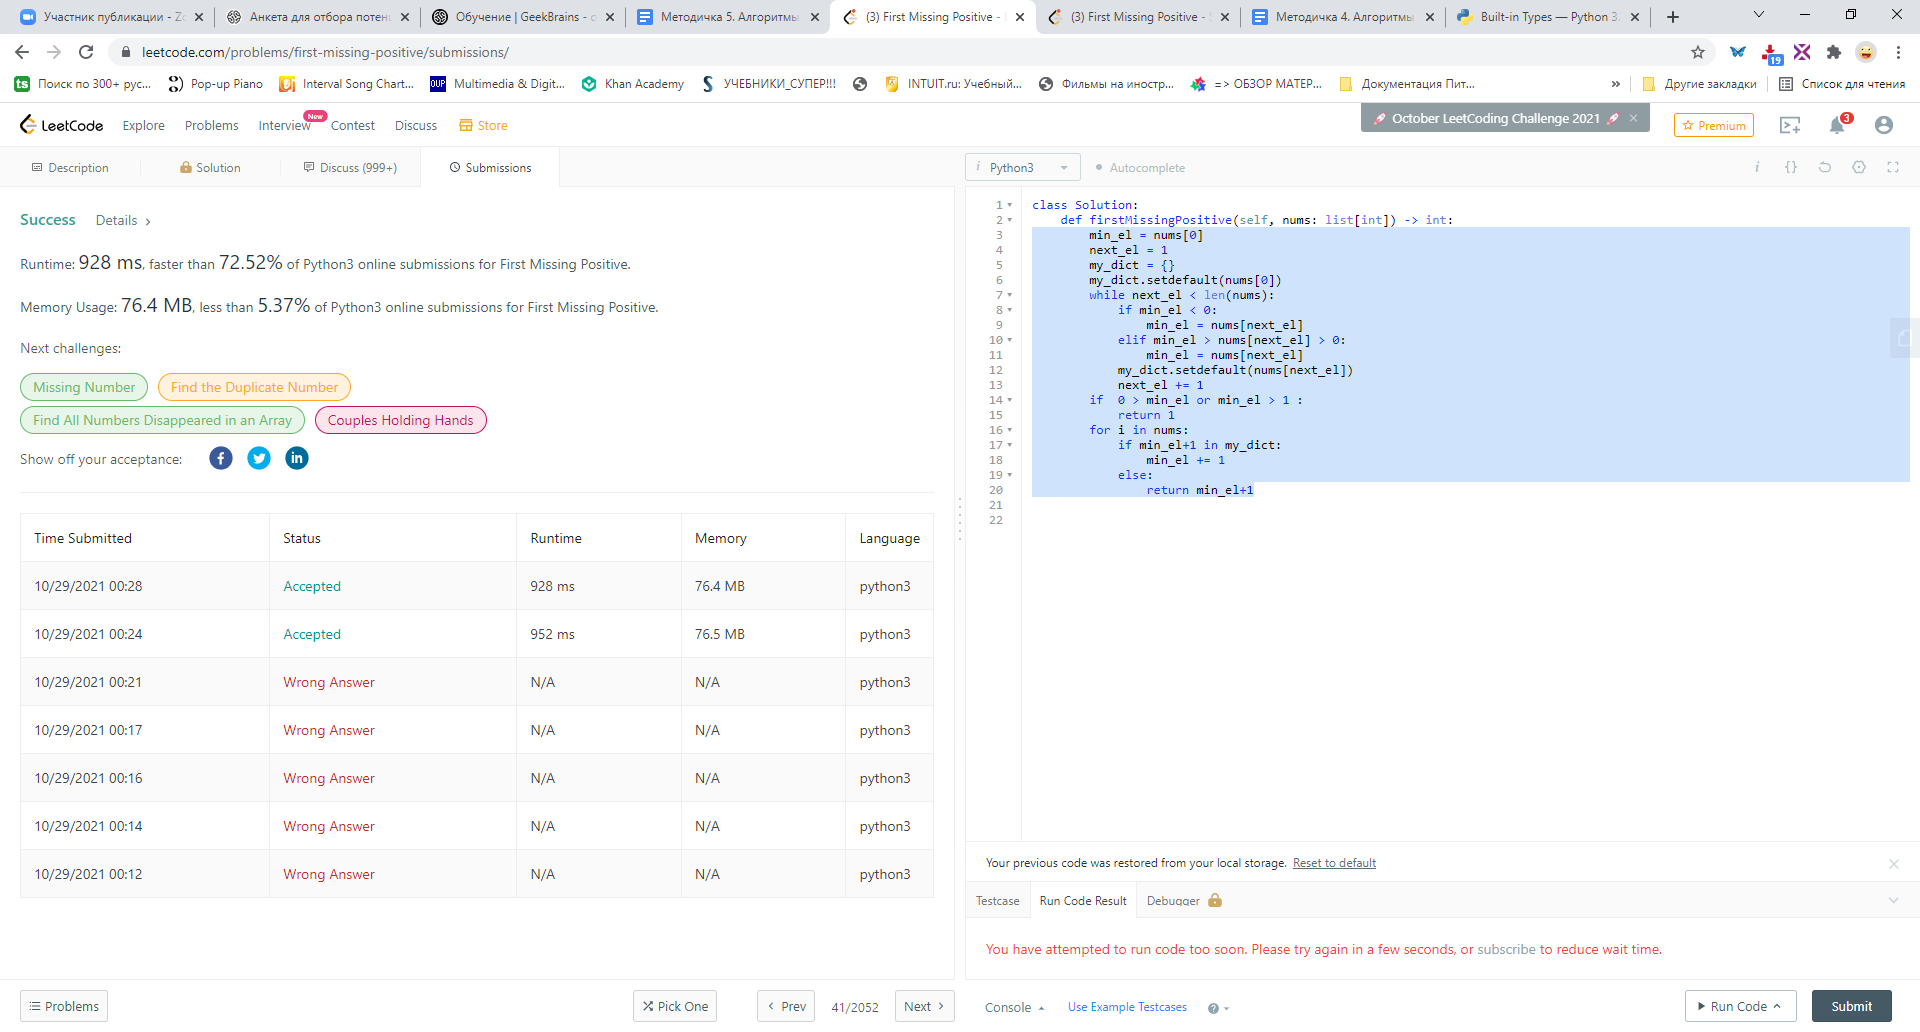 Участник публикации - Zo
Анкета для отбора потен
Обучение | GeekBrains - о
Методичка 5. Алгоритмы
(3) First Missing Positive -
(3) First Missing Positive - S
Методичка 4. Алгоритмы
Built-in Types — Python 3.
leetcode.com/problems/first-missing-positive/submissions/
19
ts Поиск по 300+ рус...
Pop-up Piano
Interval Song Chart...
OUP Multimedia & Digit...
Khan Academy
УЧЕБНИКИ_СУПЕР!!!
INTUIT.ru: Учебный...
Фильмы на иностр...
=> ОБЗОР МАТЕР...
Документация Пит...
»
Другие закладки
Список для чтения
LeetCode
Explore
Problems
Interview
New
Contest
Discuss
Store
October LeetCoding Challenge 2021
Premium
3
Description
Solution
Discuss (999+)
Submissions
i Python3
Autocomplete
i {}
Success Details >
Runtime: 928 ms, faster than 72.52% of Python3 online submissions for First Missing Positive.
Memory Usage: 76.4 MB, less than 5.37% of Python3 online submissions for First Missing Positive.
Next challenges:
Missing Number
Find the Duplicate Number
Find All Numbers Disappeared in an Array
Couples Holding Hands
Show off your acceptance:
Time Submitted Status Runtime Memory Language
10/29/2021 00:28 Accepted 928 ms 76.4 MB python3
10/29/2021 00:24 Accepted 952 ms 76.5 MB python3
10/29/2021 00:21 Wrong Answer N/A N/A python3
10/29/2021 00:17 Wrong Answer N/A N/A python3
10/29/2021 00:16 Wrong Answer N/A N/A python3
10/29/2021 00:14 Wrong Answer N/A N/A python3
10/29/2021 00:12 Wrong Answer N/A N/A python3
1 class Solution:
2 def firstMissingPositive(self, nums: list[int]) -> int:
3 min_el = nums[0]
4 next_el = 1
5 my_dict = {}
6 my_dict.setdefault(nums[0])
7 while next_el < len(nums):
8 if min_el < 0:
9 min_el = nums[next_el]
10 elif min_el > nums[next_el] > 0:
11 min_el = nums[next_el]
12 my_dict.setdefault(nums[next_el])
13 next_el += 1
14 if  0 > min_el or min_el > 1 :
15 return 1
16 for i in nums:
17 if min_el+1 in my_dict:
18 min_el += 1
19 else:
20 return min_el+1
21
22
Your previous code was restored from your local storage. Reset to default
Testcase
Run Code Result
Debugger
You have attempted to run code too soon. Please try again in a few seconds, or subscribe to reduce wait time.
Problems
Pick One
< Prev
41/2052
Next >
Console
Use Example Testcases
?
Run Code
Submit